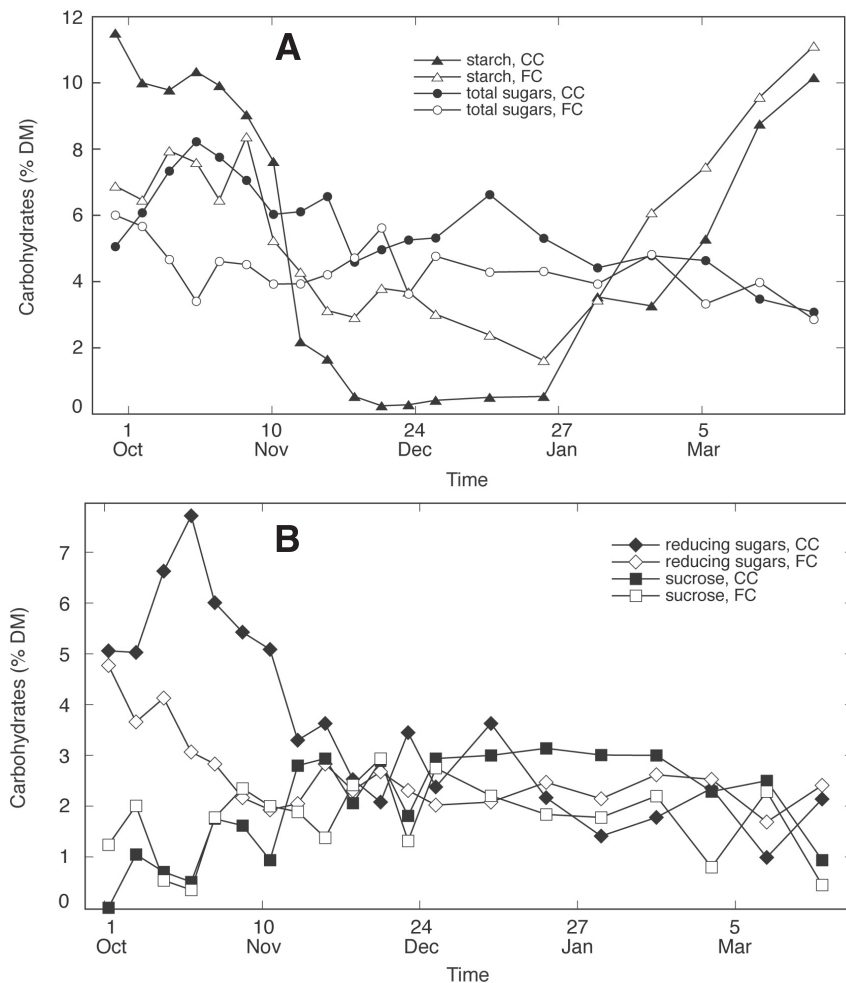 12
A
starch, CC
starch, FC
total sugars, CC
total sugars, FC
10
8
6
4
2
0
Carbohydrates (% DM)
1 10 24 27 5
Oct Nov Dec Jan Mar
Time
B
reducing sugars, CC
reducing sugars, FC
sucrose, CC
sucrose, FC
7
6
5
4
3
2
1
0
Carbohydrates (% DM)
1 10 24 27 5
Oct Nov Dec Jan Mar
Time